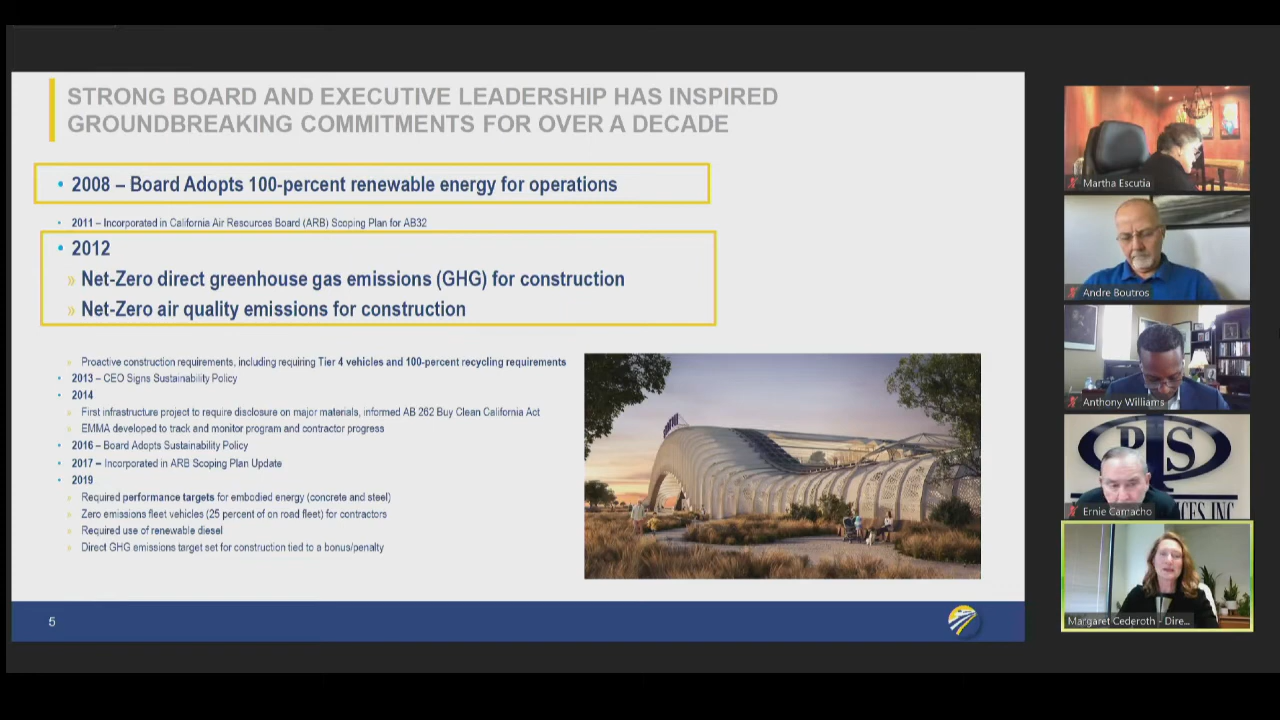 STRONG BOARD AND EXECUTIVE LEADERSHIP HAS INSPIRED
GROUNDBREAKING COMMITMENTS FOR OVER A DECADE
• 2008 – Board Adopts 100-percent renewable energy for operations
• 2011 – Incorporated in California Air Resources Board (ARB) Scoping Plan for AB32
• 2012
» Net-Zero direct greenhouse gas emissions (GHG) for construction
» Net-Zero air quality emissions for construction
» Proactive construction requirements, including requiring Tier 4 vehicles and 100-percent recycling requirements
• 2013 – CEO Signs Sustainability Policy
• 2014
» First infrastructure project to require disclosure on major materials, informed AB 262 Buy Clean California Act
» EMMA developed to track and monitor program and contractor progress
• 2016 – Board Adopts Sustainability Policy
• 2017 – Incorporated in ARB Scoping Plan Update
• 2019
» Required performance targets for embodied energy (concrete and steel)
» Zero emissions fleet vehicles (25 percent of on road fleet) for contractors
» Required use of renewable diesel
» Direct GHG emissions target set for construction tied to a bonus/penalty
5
Martha Escutia
Andre Boutros
Anthony Williams
Ernie Camacho
INC
Margaret Cederoth - Dire...